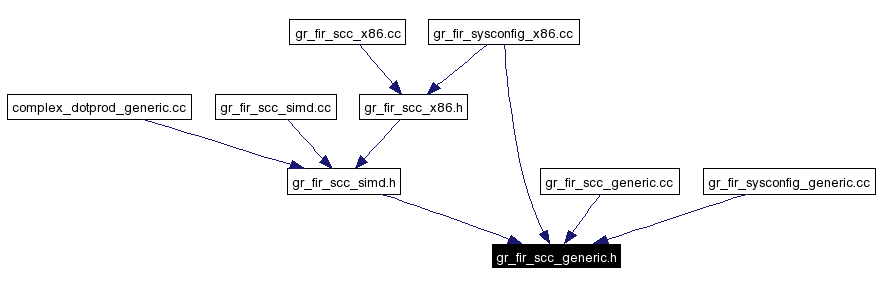 gr_fir_scc_x86.cc
gr_fir_sysconfig_x86.cc
complex_dotprod_generic.cc
gr_fir_scc_simd.cc
gr_fir_scc_x86.h
gr_fir_scc_simd.h
gr_fir_scc_generic.cc
gr_fir_sysconfig_generic.cc
gr_fir_scc_generic.h